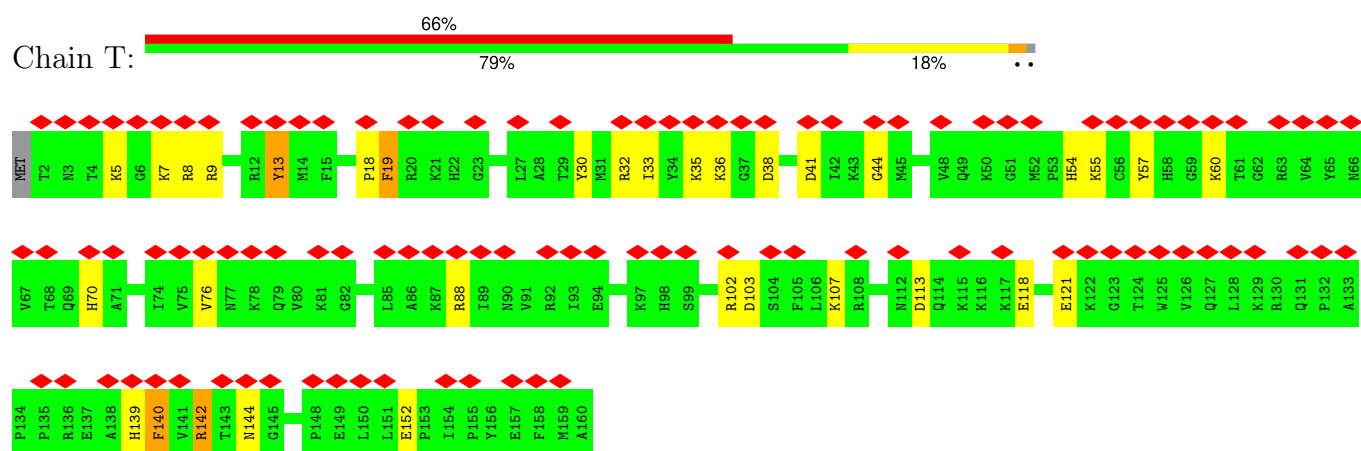 66%
Chain T:
79% 18% • •
MET T2 N3 T4 K5 G6 K7 R8 R9 R12 Y13 M14 F15 P18 F19 R20 K21 H22 G23 L27 A28 T29 Y30 M31 R32 I33 Y34 K35 K36 G37 D38 D41 I42 K43 G44 M45 V48 Q49 K50 G51 M52 P53 H54 K55 C56 Y57 H58 G59 K60 T61 G62 R63 V64 Y65 N66
V67 T68 Q69 H70 A71 I74 V75 V76 N77 K78 Q79 V80 K81 G82 L85 A86 K87 R88 I89 N90 V91 R92 I93 E94 K97 H98 S99 R102 D103 S104 F105 L106 K107 R108 N112 D113 Q114 K115 K116 K117 E118 E121 K122 G123 T124 W125 V126 Q127 L128 K129 R130 Q131 P132 A133
P134 P135 R136 E137 A138 H139 F140 V141 R142 T143 N144 G145 P148 E149 L150 L151 E152 P153 I154 P155 Y156 E157 F158 M159 A160